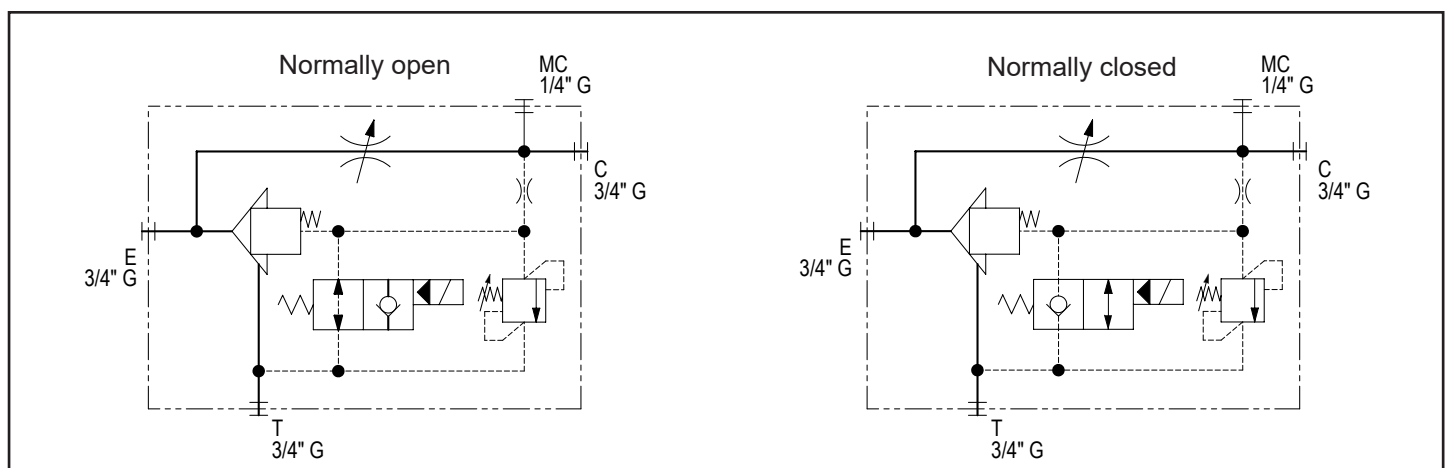 Normally open
MC
1/4" G
C
3/4" G
E
3/4" G
T
3/4" G
Normally closed
MC
1/4" G
C
3/4" G
E
3/4" G
T
3/4" G